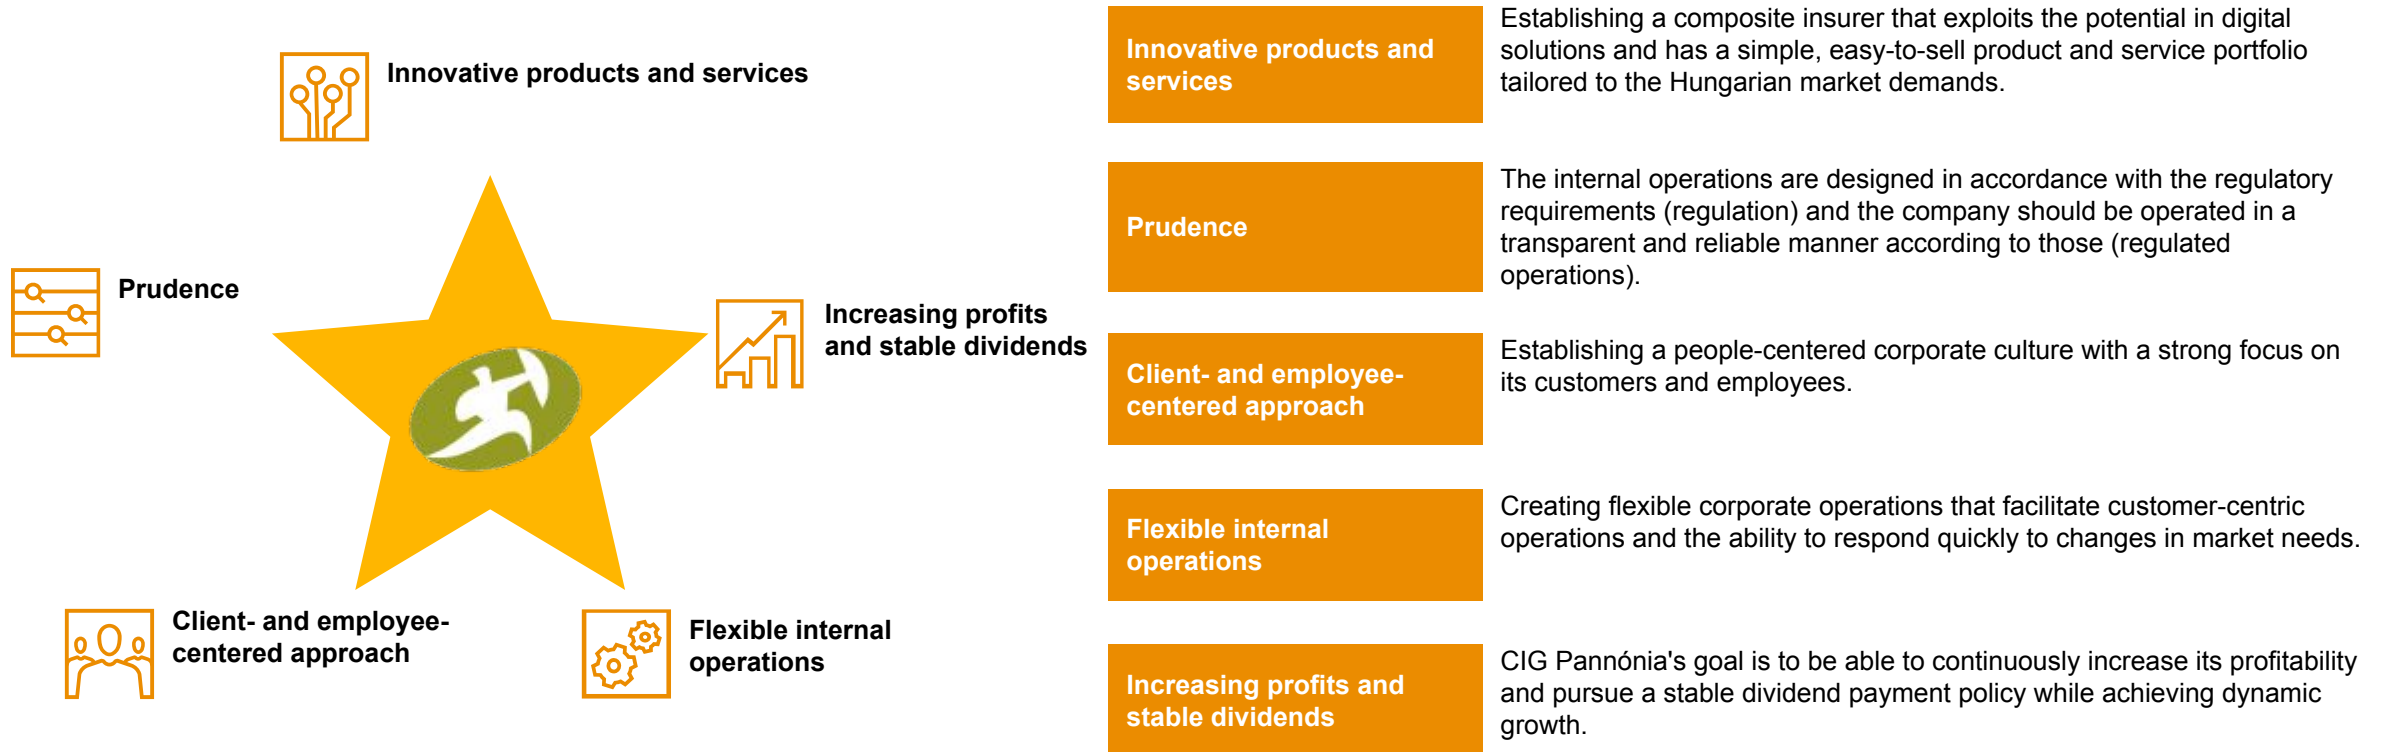 Innovative products and services
Prudence
Increasing profits
and stable dividends
Client- and employee-
centered approach
Flexible internal
operations
Innovative products and
services
Establishing a composite insurer that exploits the potential in digital
solutions and has a simple, easy-to-sell product and service portfolio
tailored to the Hungarian market demands.
Prudence
The internal operations are designed in accordance with the regulatory
requirements (regulation) and the company should be operated in a
transparent and reliable manner according to those (regulated
operations).
Client- and employee-
centered approach
Establishing a people-centered corporate culture with a strong focus on
its customers and employees.
Flexible internal
operations
Creating flexible corporate operations that facilitate customer-centric
operations and the ability to respond quickly to changes in market needs.
Increasing profits and
stable dividends
CIG Pannónia's goal is to be able to continuously increase its profitability
and pursue a stable dividend payment policy while achieving dynamic
growth.